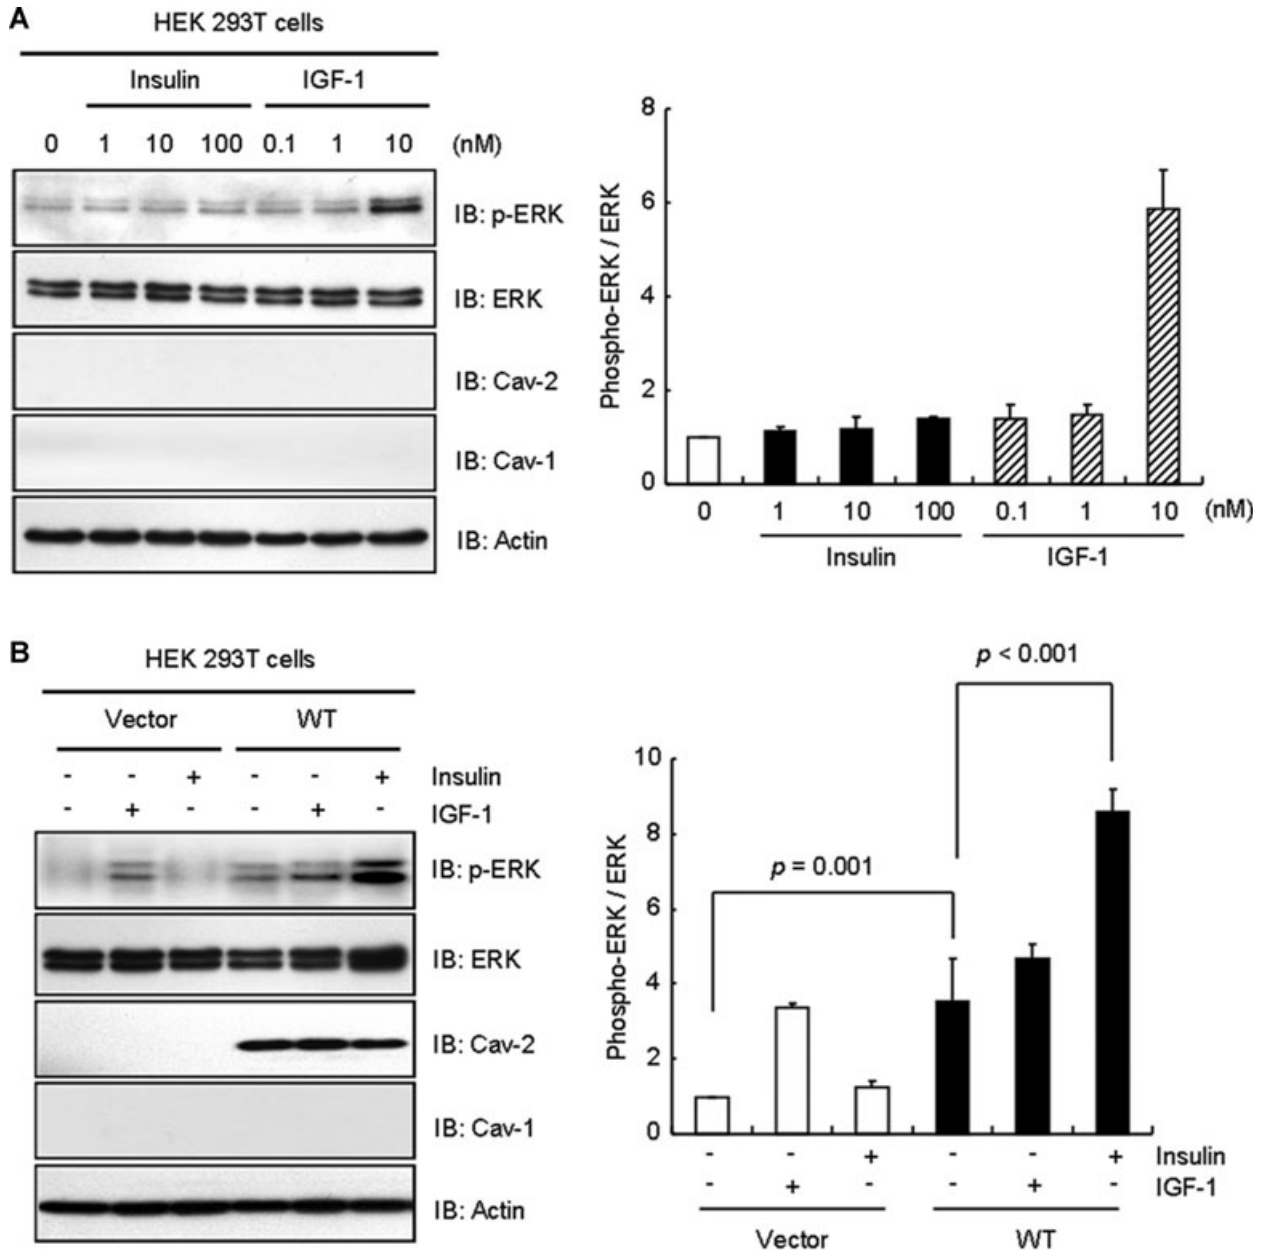 A
HEK 293T cells
Insulin IGF-1
0 1 10 100 0.1 1 10 (nM)
IB: p-ERK
IB: ERK
IB: Cav-2
IB: Cav-1
IB: Actin
8
6
4
2
0
Phospho-ERK / ERK
0 1 10 100 0.1 1 10 (nM)
Insulin IGF-1
B
HEK 293T cells
Vector WT
- - + - - + Insulin
- + - - + - IGF-1
IB: p-ERK
IB: ERK
IB: Cav-2
IB: Cav-1
IB: Actin
p < 0.001
p = 0.001
10
8
6
4
2
0
Phospho-ERK / ERK
- - + - - + Insulin
- + - - + - IGF-1
Vector WT